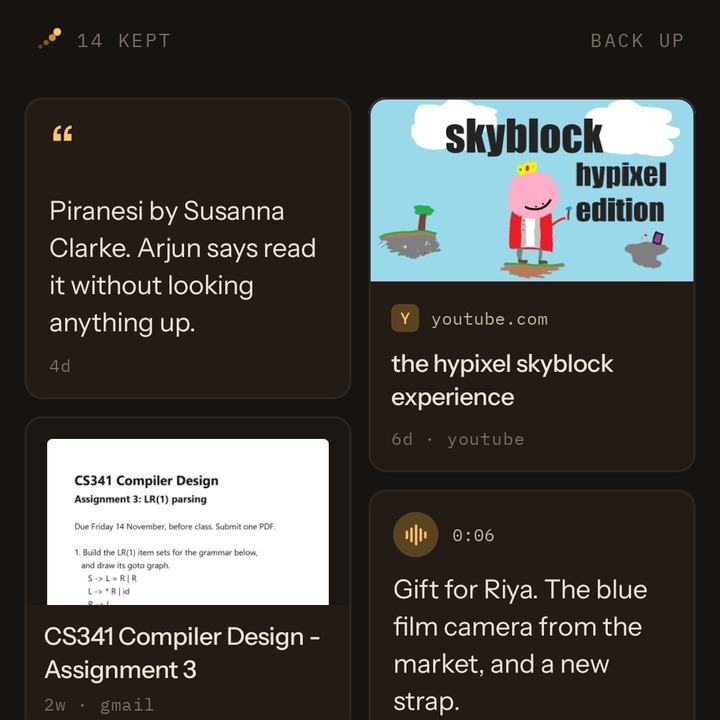 14 KEPT
BACK UP
“
Piranesi by Susanna
Clarke. Arjun says read
it without looking
anything up.
4d
CS341 Compiler Design
Assignment 3: LR(1) parsing
Due Friday 14 November, before class. Submit one PDF.
1. Build the LR(1) item sets for the grammar below,
and draw its goto graph.
S -> L = R | R
L -> * R | id
CS341 Compiler Design -
Assignment 3
2w · gmail
skyblock
hypixel
edition
Y youtube.com
the hypixel skyblock
experience
6d · youtube
0:06
Gift for Riya. The blue
film camera from the
market, and a new
strap.